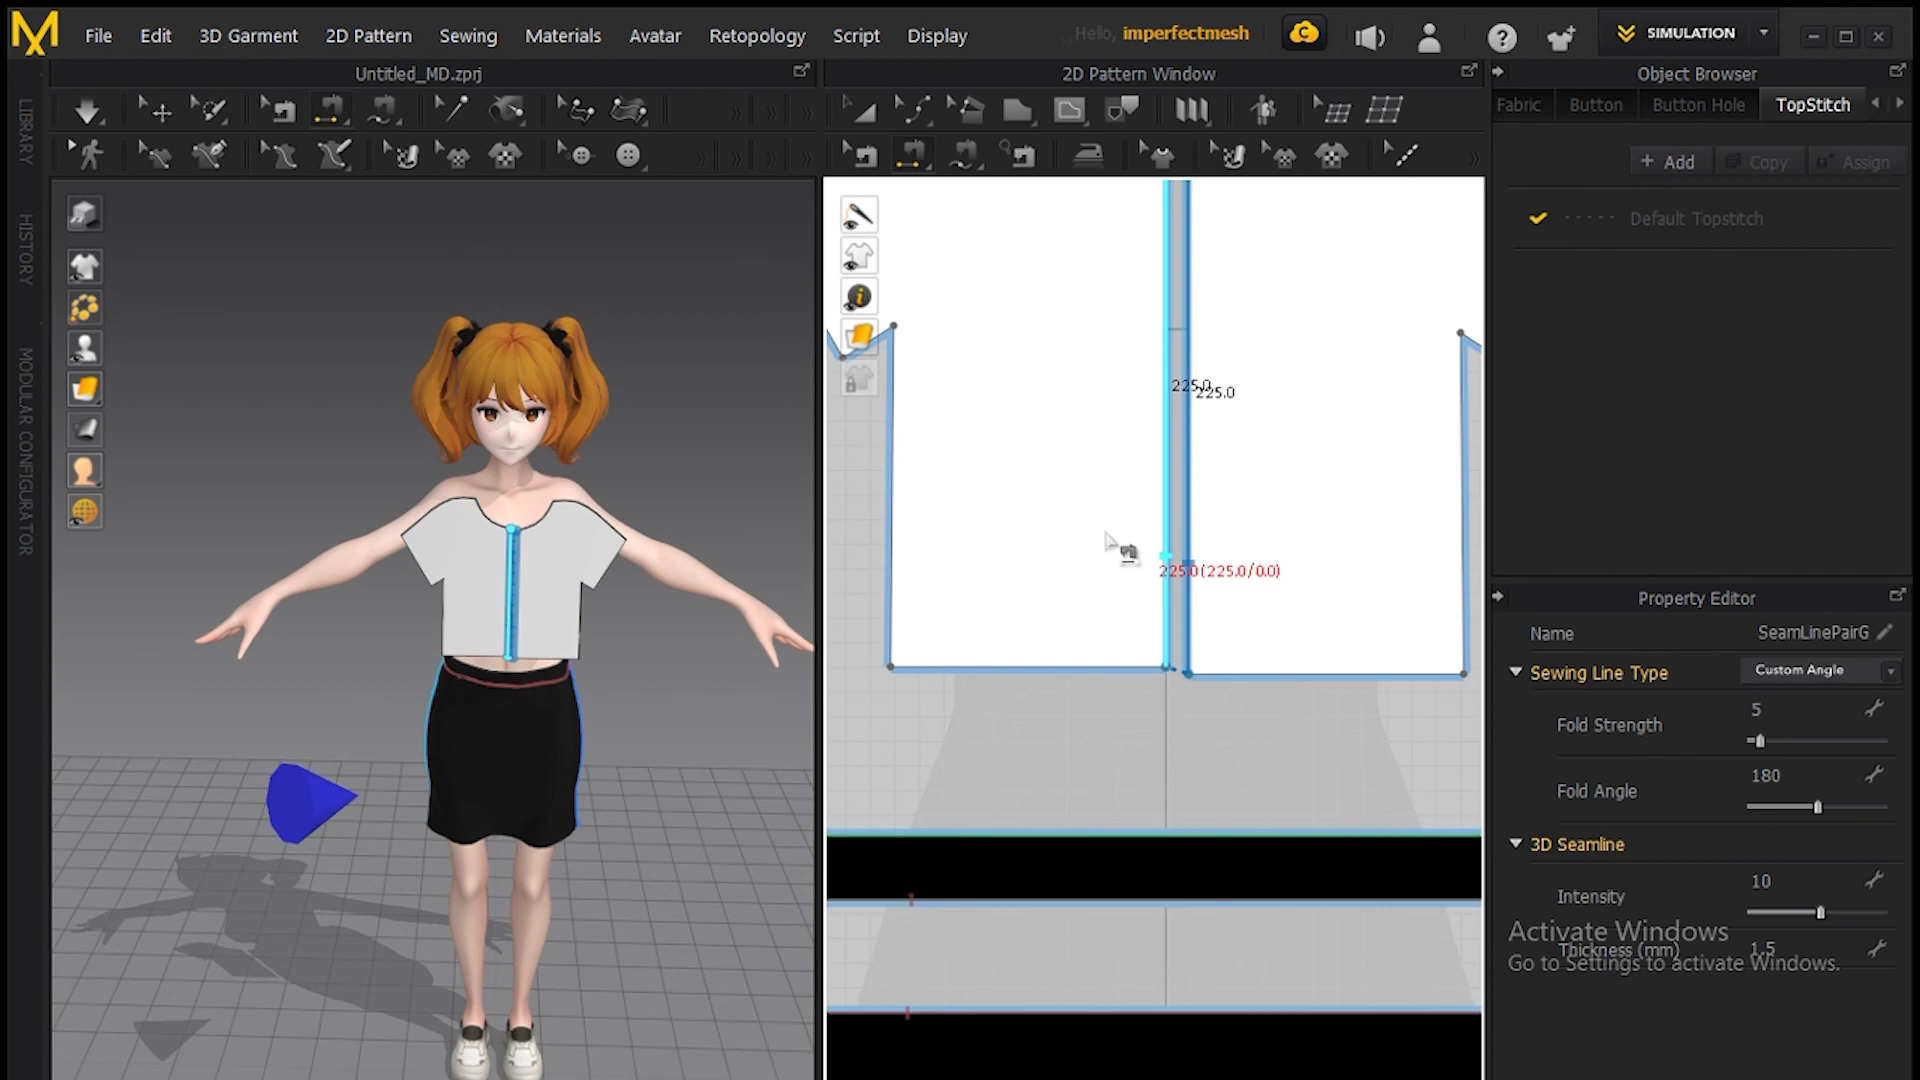 File Edit 3D Garment 2D Pattern Sewing Materials Avatar Retopology Script Display
Hello, imperfectmesh
SIMULATION
Untitled_MD.zprj
2D Pattern Window
Object Browser
Fabric Button Button Hole TopStitch
+ Add Copy Assign
Default Topstitch
LIBRARY
HISTORY
MODULAR CONFIGURATOR
225.0
225.0
225.0(225.0/0.0)
Property Editor
Name SeamLinePairG
Sewing Line Type Custom Angle
Fold Strength 5
Fold Angle 180
3D Seamline
Intensity 10
Activate Windows
Thickness (mm) 1.5
Go to Settings to activate Windows.